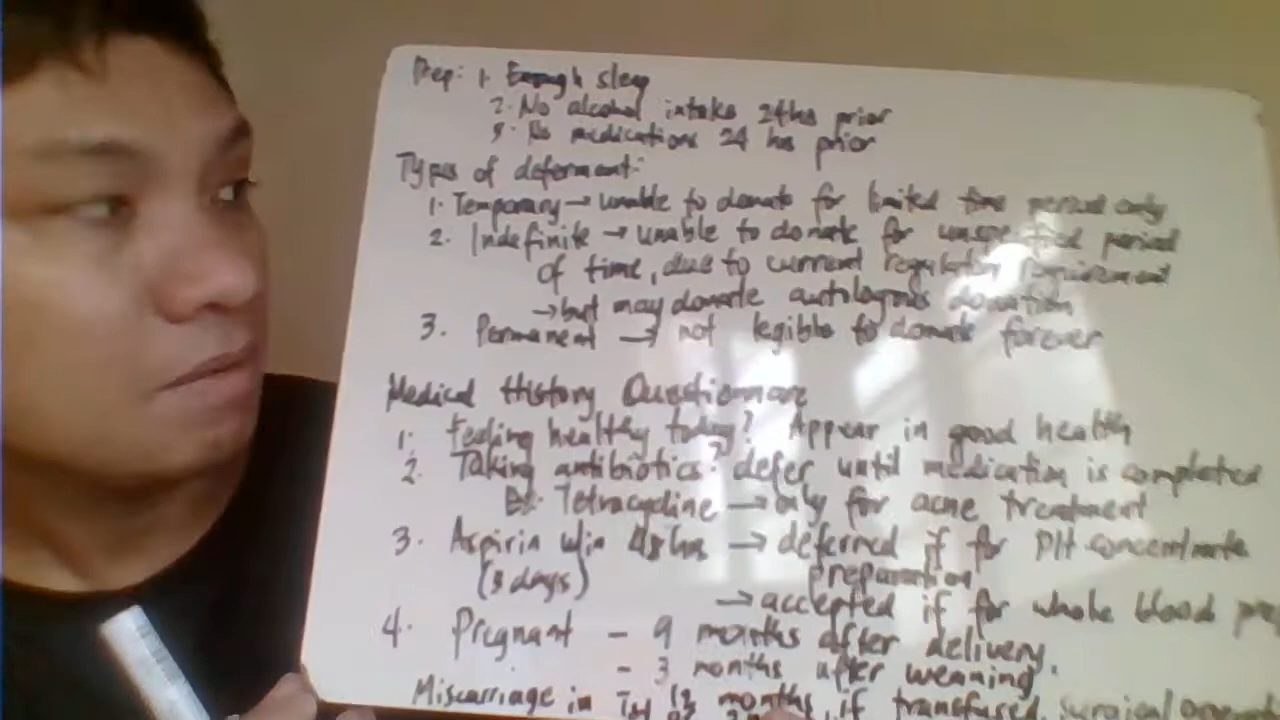 Prep: 1. Enough sleep
2. No alcohol intake 24hs prior
3. No medications 24 hs prior
Types of deferment:
1. Temporary → unable to donate for limited time period only
2. Indefinite → unable to donate for unspecified period
of time, due to current regulatory requirement
→ but may donate autologous donation
3. Permanent → not legible to donate forever
Medical History Questionnare
1. Feeling healthy today? Appear in good health
2. Taking antibiotics? defer until medication is completed
Ex: Tetracycline → only for acne treatment
3. Aspirin w/in → deferred if for Plt concentrate
(3 days) preparation
→ accepted if for whole blood
4. Pregnant - 9 months after delivery.
- 3 months after weaning.
Miscarriage in 12 months if transfused, surgical